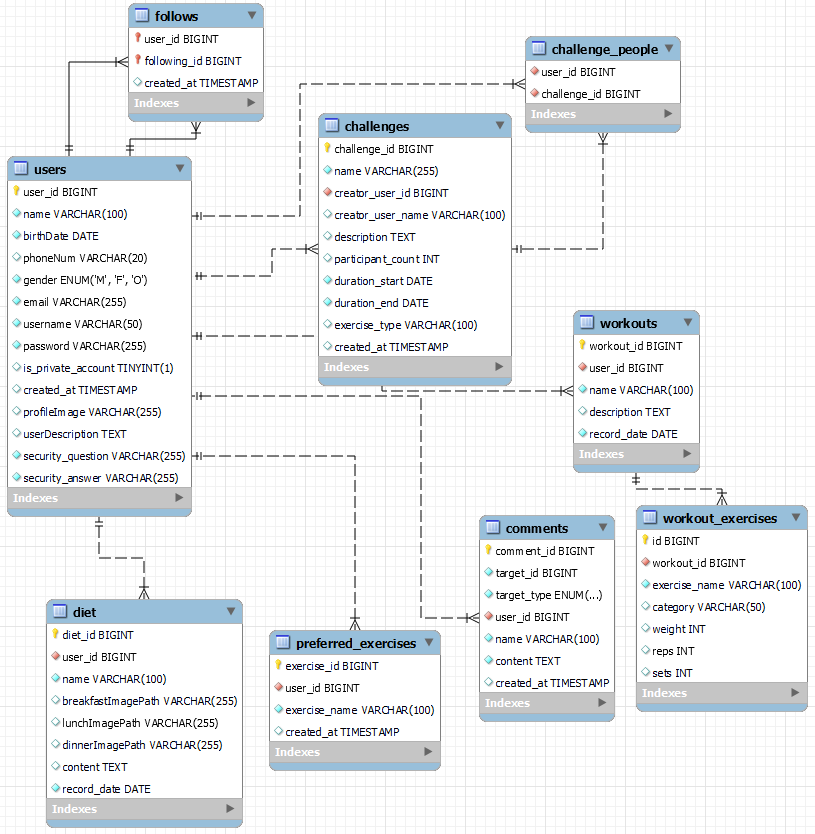 follows
user_id BIGINT
following_id BIGINT
created_at TIMESTAMP
Indexes
challenge_people
user_id BIGINT
challenge_id BIGINT
Indexes
challenges
challenge_id BIGINT
name VARCHAR(255)
creator_user_id BIGINT
creator_user_name VARCHAR(100)
description TEXT
participant_count INT
duration_start DATE
duration_end DATE
exercise_type VARCHAR(100)
created_at TIMESTAMP
Indexes
users
user_id BIGINT
name VARCHAR(100)
birthDate DATE
phoneNum VARCHAR(20)
gender ENUM('M', 'F', 'O')
email VARCHAR(255)
username VARCHAR(50)
password VARCHAR(255)
is_private_account TINYINT(1)
created_at TIMESTAMP
profileImage VARCHAR(255)
userDescription TEXT
security_question VARCHAR(255)
security_answer VARCHAR(255)
Indexes
workouts
workout_id BIGINT
user_id BIGINT
name VARCHAR(100)
description TEXT
record_date DATE
Indexes
workout_exercises
id BIGINT
workout_id BIGINT
exercise_name VARCHAR(100)
category VARCHAR(50)
weight INT
reps INT
sets INT
Indexes
comments
comment_id BIGINT
target_id BIGINT
target_type ENUM(...)
user_id BIGINT
name VARCHAR(100)
content TEXT
created_at TIMESTAMP
Indexes
diet
diet_id BIGINT
user_id BIGINT
name VARCHAR(100)
breakfastImagePath VARCHAR(255)
lunchImagePath VARCHAR(255)
dinnerImagePath VARCHAR(255)
content TEXT
record_date DATE
Indexes
preferred_exercises
exercise_id BIGINT
user_id BIGINT
exercise_name VARCHAR(100)
created_at TIMESTAMP
Indexes